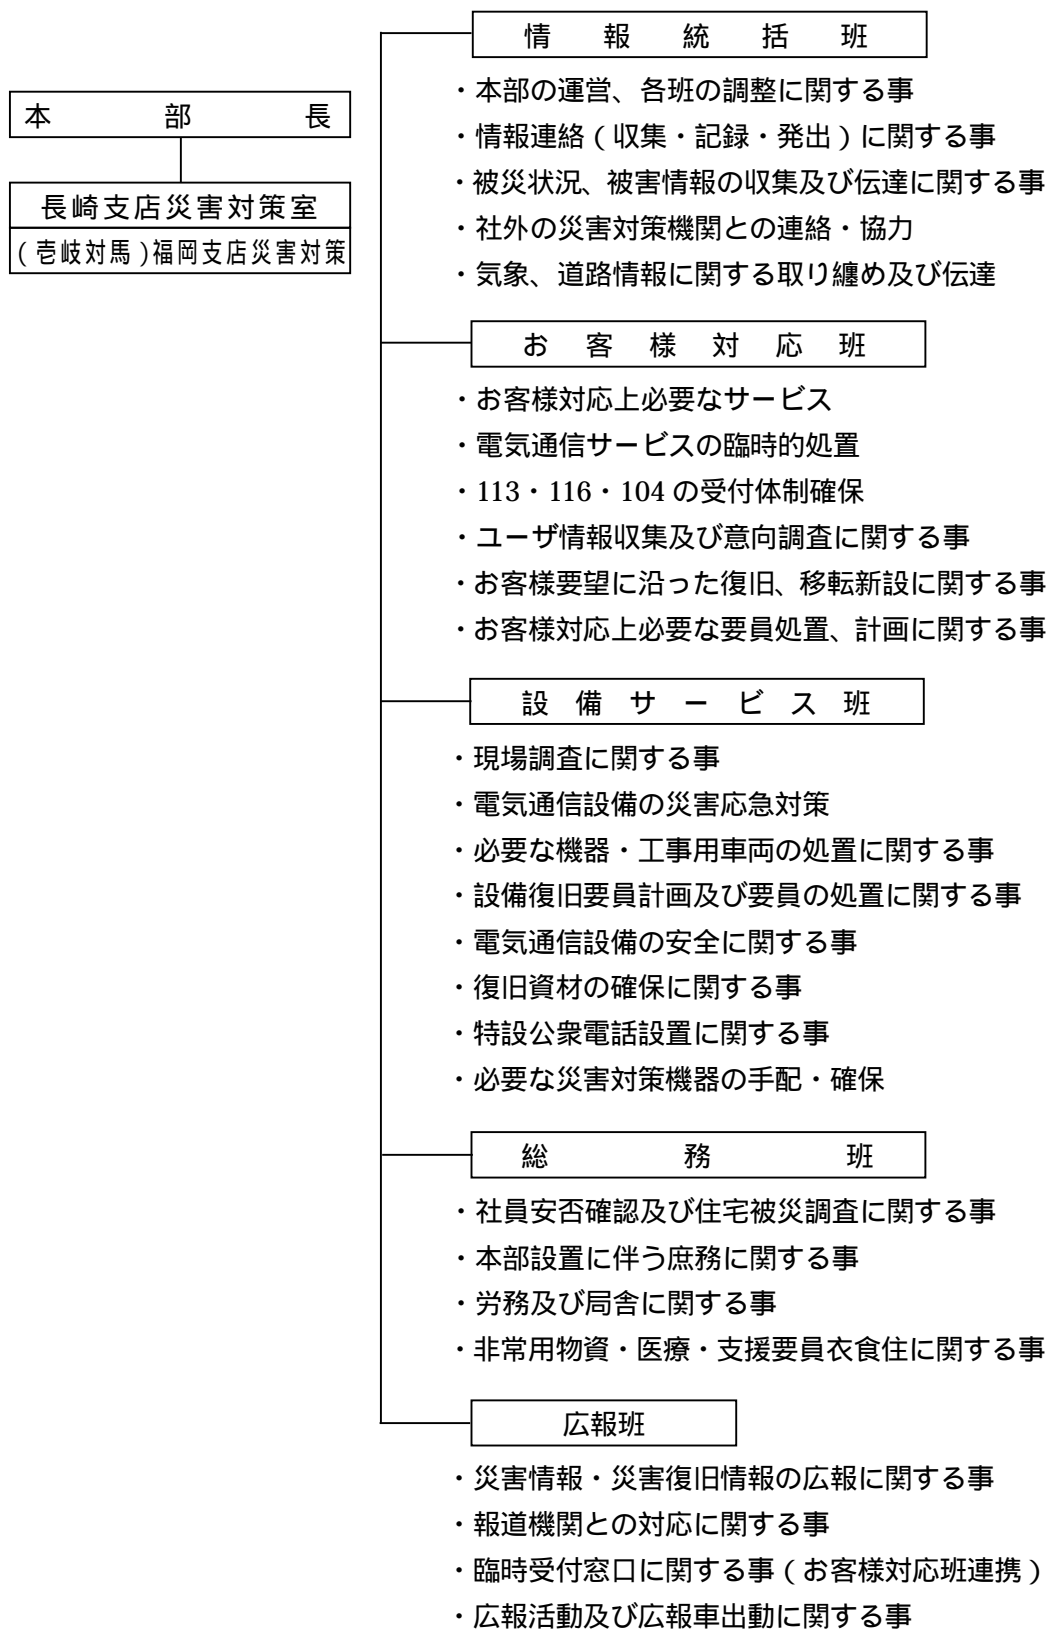 本部長
長崎支店災害対策室
(壱岐対馬)福岡支店災害対策
情報統括班
・本部の運営、各班の調整に関する事
・情報連絡(収集・記録・発出)に関する事
・被災状況、被害情報の収集及び伝達に関する事
・社外の災害対策機関との連絡・協力
・気象、道路情報に関する取り纏め及び伝達
お客様対応班
・お客様対応上必要なサービス
・電気通信サービスの臨時的処置
・113・116・104の受付体制確保
・ユーザ情報収集及び意向調査に関する事
・お客様要望に沿った復旧、移転新設に関する事
・お客様対応上必要な要員処置、計画に関する事
設備サービス班
・現場調査に関する事
・電気通信設備の災害応急対策
・必要な機器・工事用車両の処置に関する事
・設備復旧要員計画及び要員の処置に関する事
・電気通信設備の安全に関する事
・復旧資材の確保に関する事
・特設公衆電話設置に関する事
・必要な災害対策機器の手配・確保
総務班
・社員安否確認及び住宅被災調査に関する事
・本部設置に伴う庶務に関する事
・労務及び局舎に関する事
・非常用物資・医療・支援要員衣食住に関する事
広報班
・災害情報・災害復旧情報の広報に関する事
・報道機関との対応に関する事
・臨時受付窓口に関する事(お客様対応班連携)
・広報活動及び広報車出動に関する事